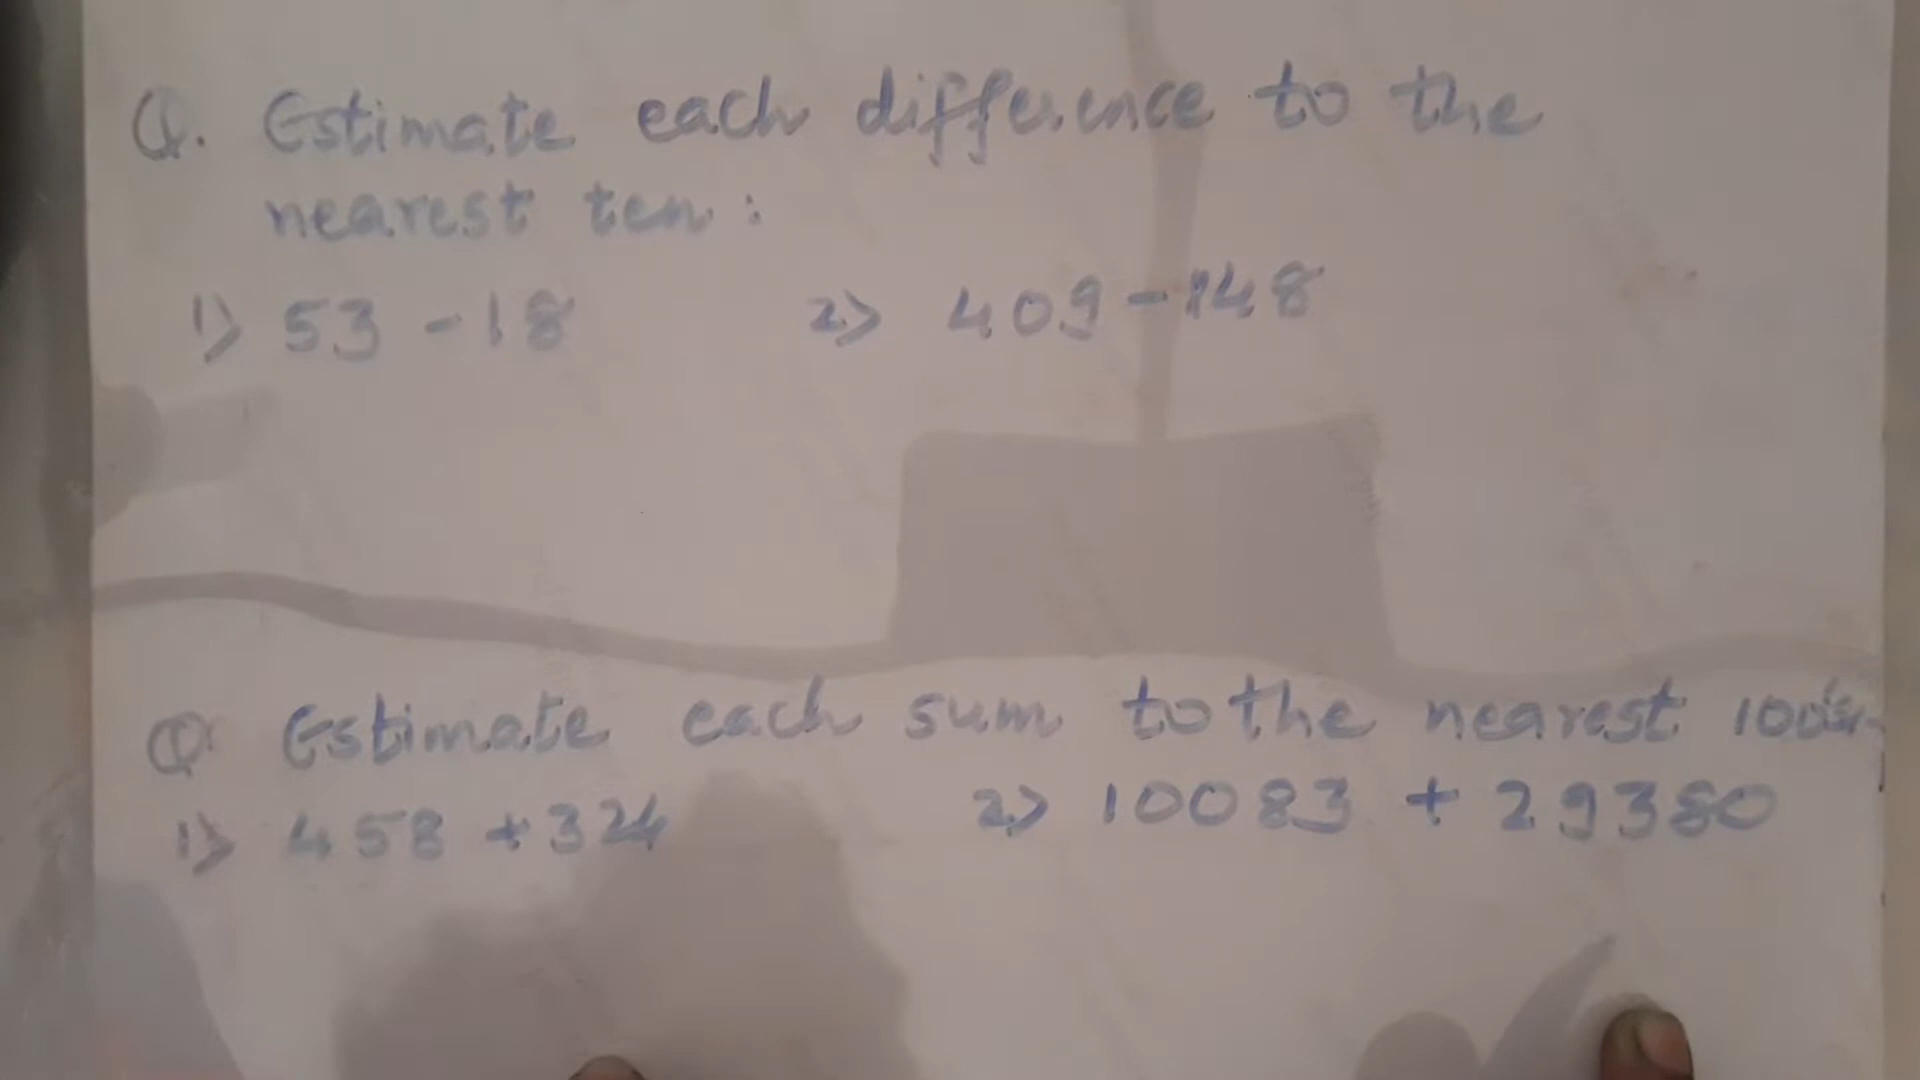 Q. Estimate each difference to the
nearest ten:
1) 53 - 18 2) 409 - 148
Q Estimate each sum to the nearest 100's
1) 458 + 324 2) 10083 + 29380